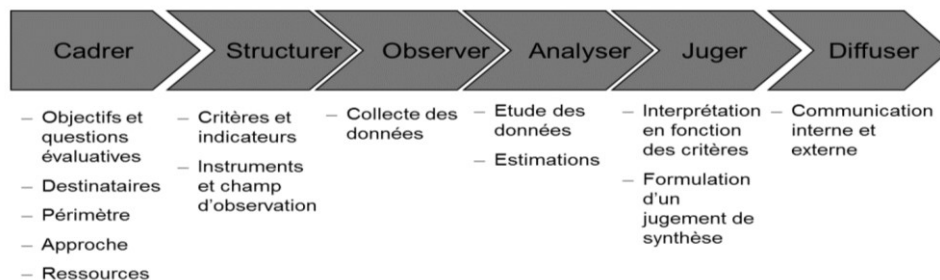 Cadrer
Structurer
Observer
Analyser
Juger
Diffuser
– Objectifs et
questions
évaluatives
– Destinataires
– Périmètre
– Approche
– Ressources
– Critères et
indicateurs
– Instruments
et champ
d'observation
– Collecte des
données
– Etude des
données
– Estimations
– Interprétation
en fonction
des critères
– Formulation
d'un
jugement de
synthèse
– Communication
interne et
externe